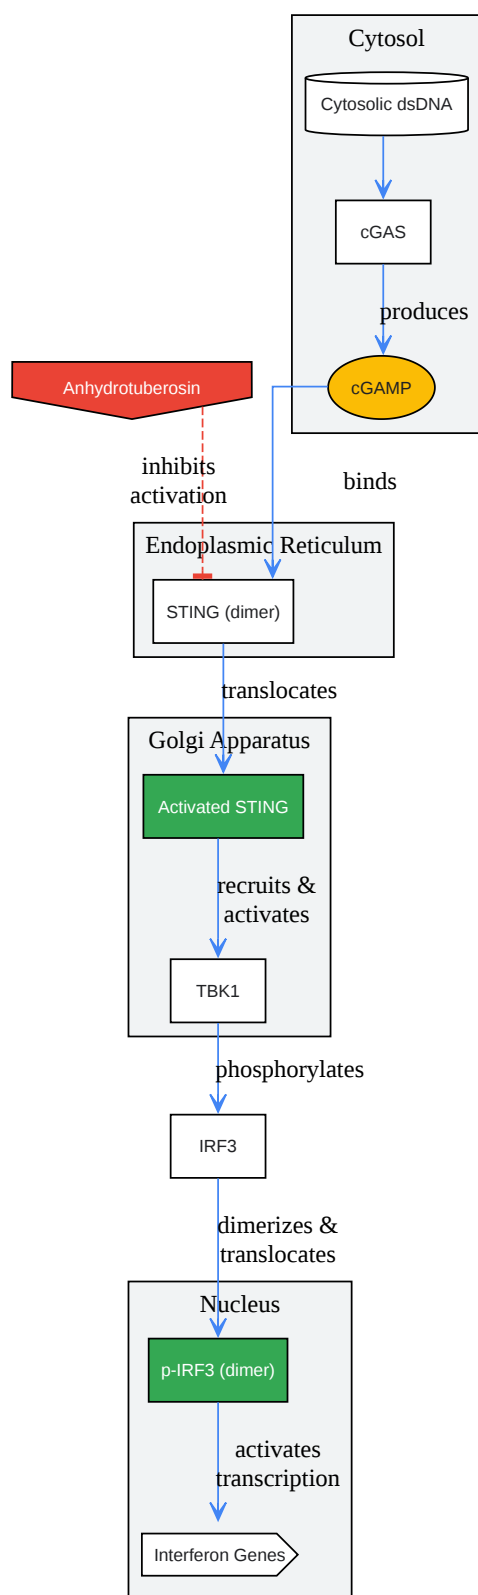 Cytosol
Cytosolic dsDNA
cGAS
produces
Anhydrotuberosin
cGAMP
inhibits
activation
binds
Endoplasmic Reticulum
STING (dimer)
translocates
Golgi Apparatus
Activated STING
recruits &
activates
TBK1
phosphorylates
IRF3
dimerizes &
translocates
Nucleus
p-IRF3 (dimer)
activates
transcription
Interferon Genes